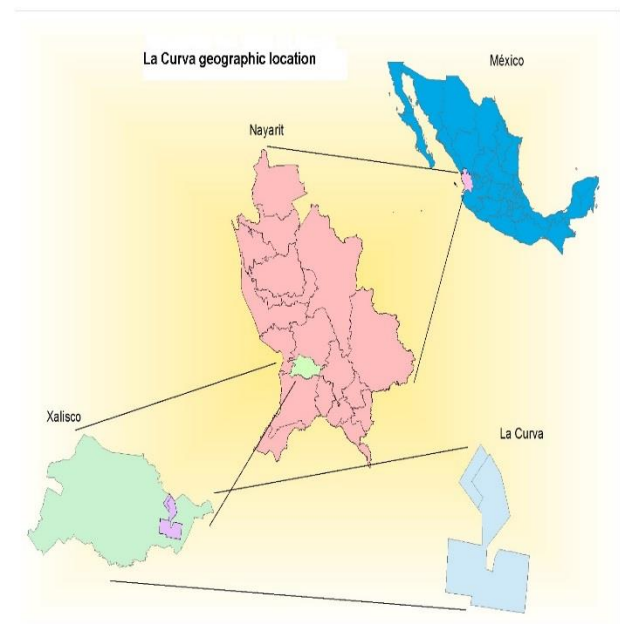 La Curva geographic location
México
Nayarit
Xalisco
La Curva